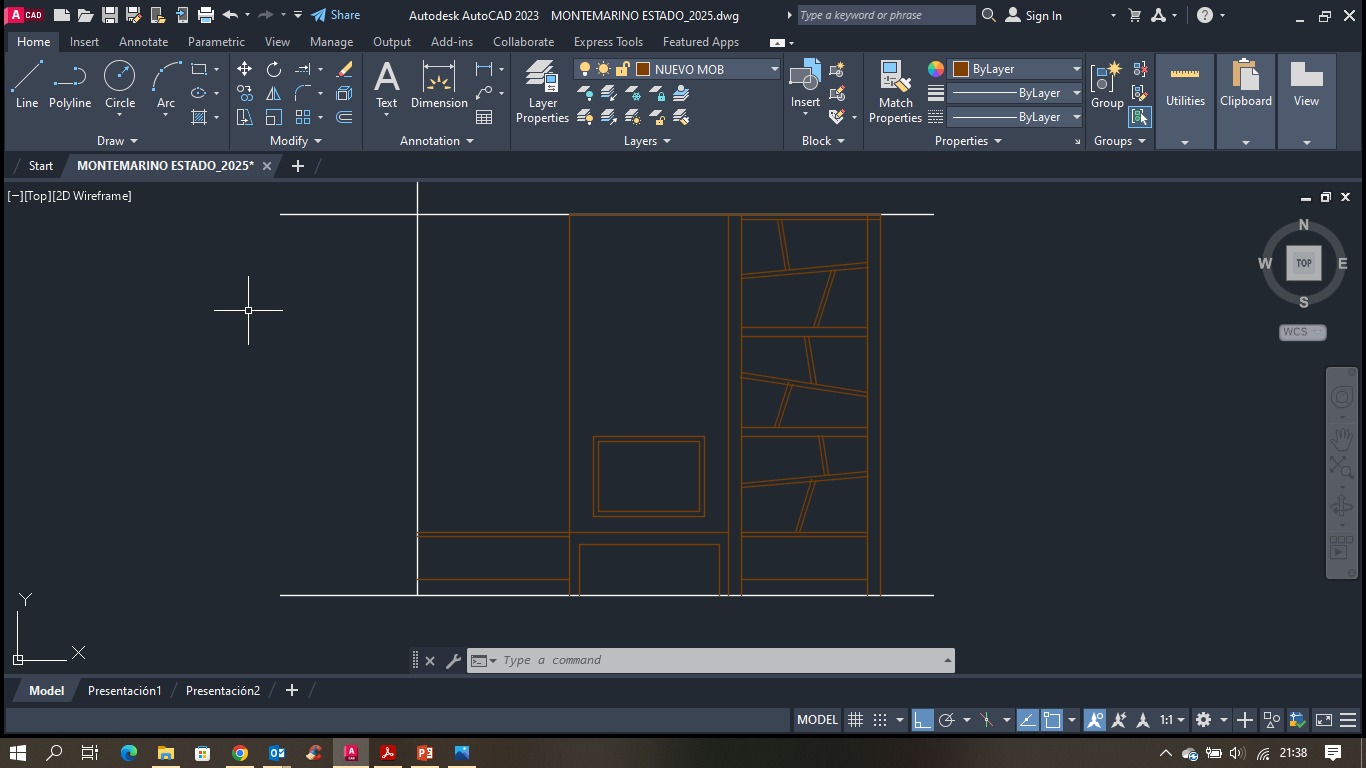 A CAD Share Autodesk AutoCAD 2023 MONTEMARINO ESTADO_2025.dwg Type a keyword or phrase Sign In
Home Insert Annotate Parametric View Manage Output Add-ins Collaborate Express Tools Featured Apps
NUEVO MOB ByLayer
ByLayer
ByLayer
Line Polyline Circle Arc Text Dimension Layer Properties Insert Match Properties Group Utilities Clipboard View
Draw Modify Annotation Layers Block Properties Groups
Start MONTEMARINO ESTADO_2025*
[−][Top][2D Wireframe]
N
W TOP E
S
WCS
Y
X
Type a command
Model Presentación1 Presentación2
MODEL 1:1
21:38